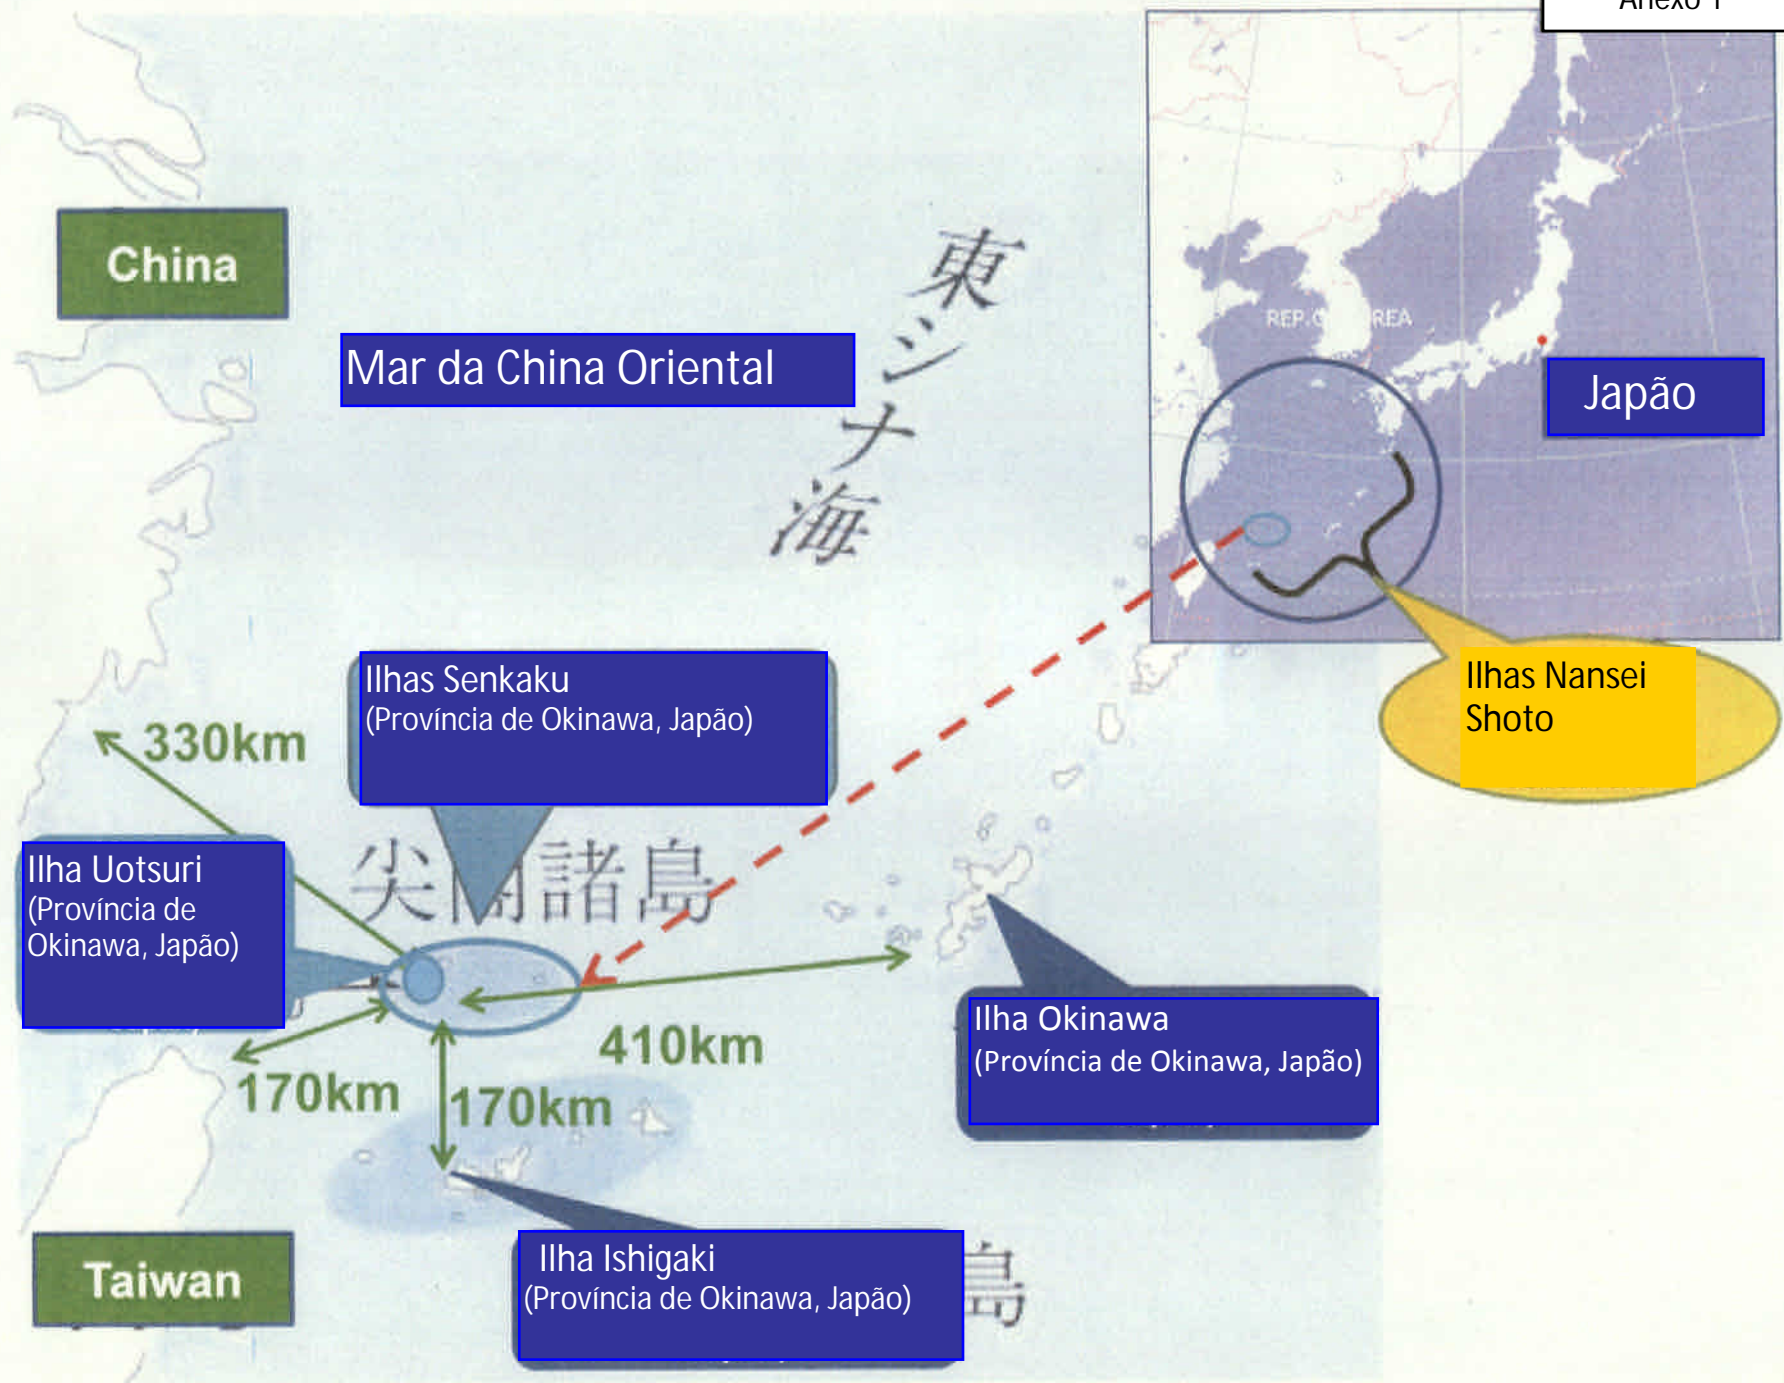 Anexo 1
China
東シナ海
Mar da China Oriental
REP.
REA
Japão
Ilhas Nansei
Shoto
Ilhas Senkaku
(Província de Okinawa, Japão)
330km
尖閣諸島
Ilha Uotsuri
(Província de
Okinawa, Japão)
410km
170km
170km
Ilha Okinawa
(Província de Okinawa, Japão)
Taiwan
Ilha Ishigaki
(Província de Okinawa, Japão)
島